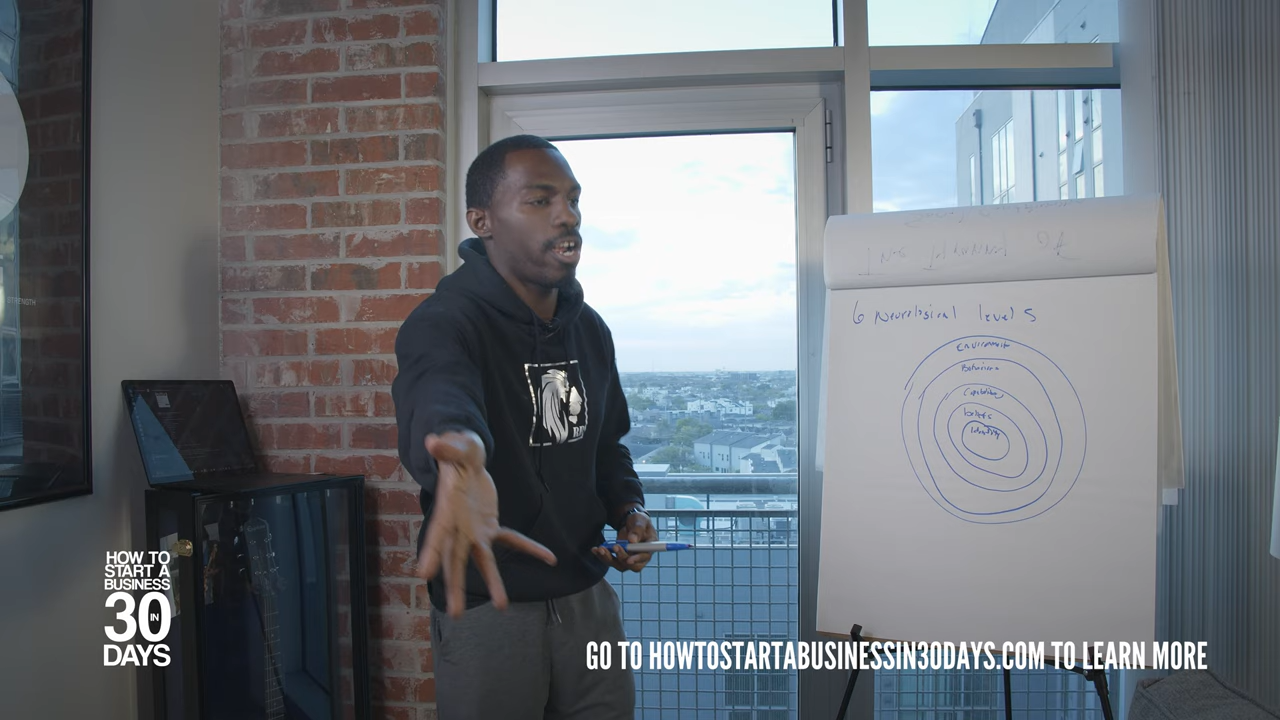 STRENGTH
6 Neurological levels
Environment
Behaviors
Capabilities
beliefs
Identity
HOW TO
START A
BUSINESS
30 IN
DAYS
GO TO HOWTOSTARTABUSINESSIN30DAYS.COM TO LEARN MORE